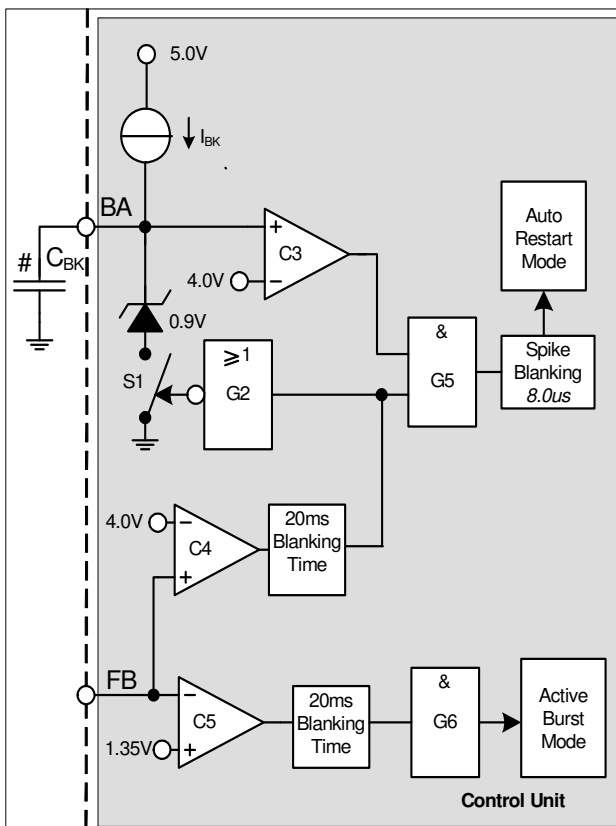 5.0V
I_BK
BA
# C_BK
+
C3
4.0V
−
0.9V
S1
≥1
G2
&
G5
Auto
Restart
Mode
Spike
Blanking
8.0us
4.0V
−
C4
+
20ms
Blanking
Time
FB
−
C5
1.35V
+
20ms
Blanking
Time
&
G6
Active
Burst
Mode
Control Unit